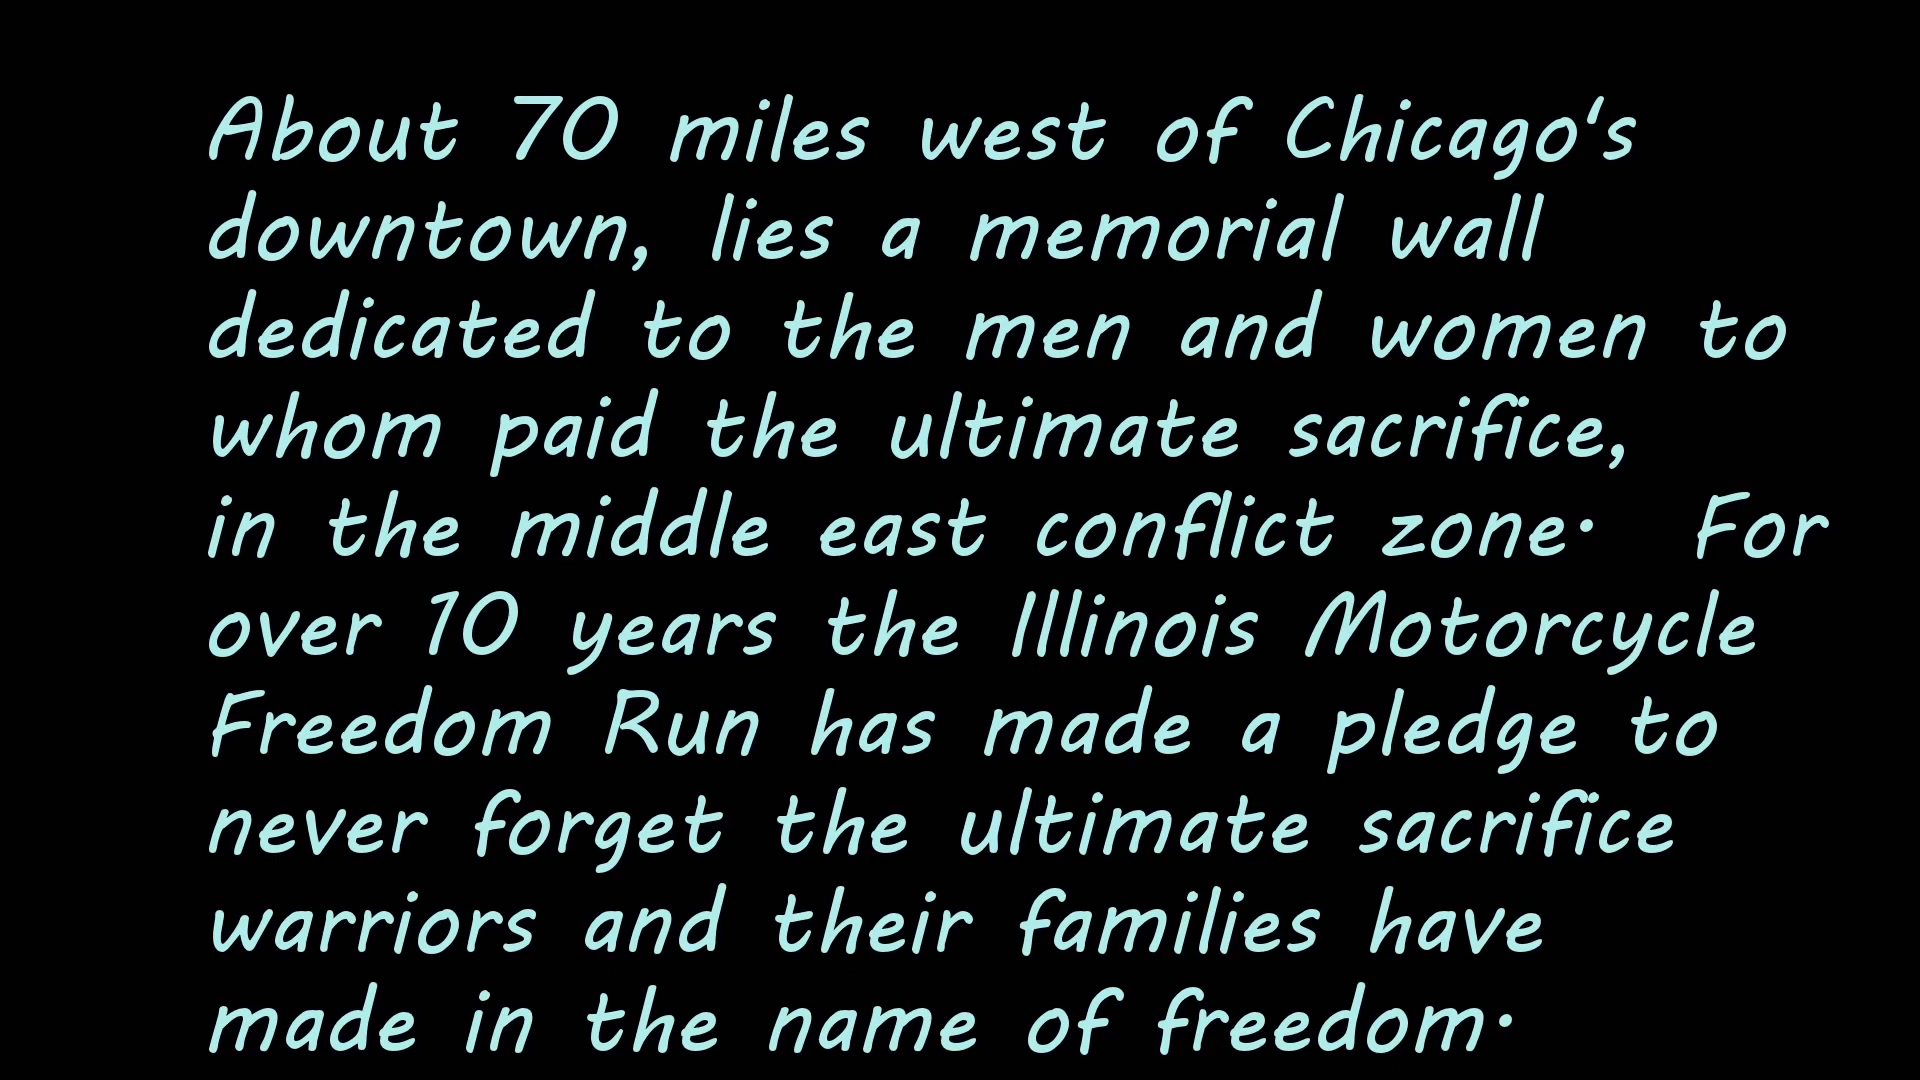 About 70 miles west of Chicago's
downtown, lies a memorial wall
dedicated to the men and women to
whom paid the ultimate sacrifice,
in the middle east conflict zone. For
over 10 years the Illinois Motorcycle
Freedom Run has made a pledge to
never forget the ultimate sacrifice
warriors and their families have
made in the name of freedom.